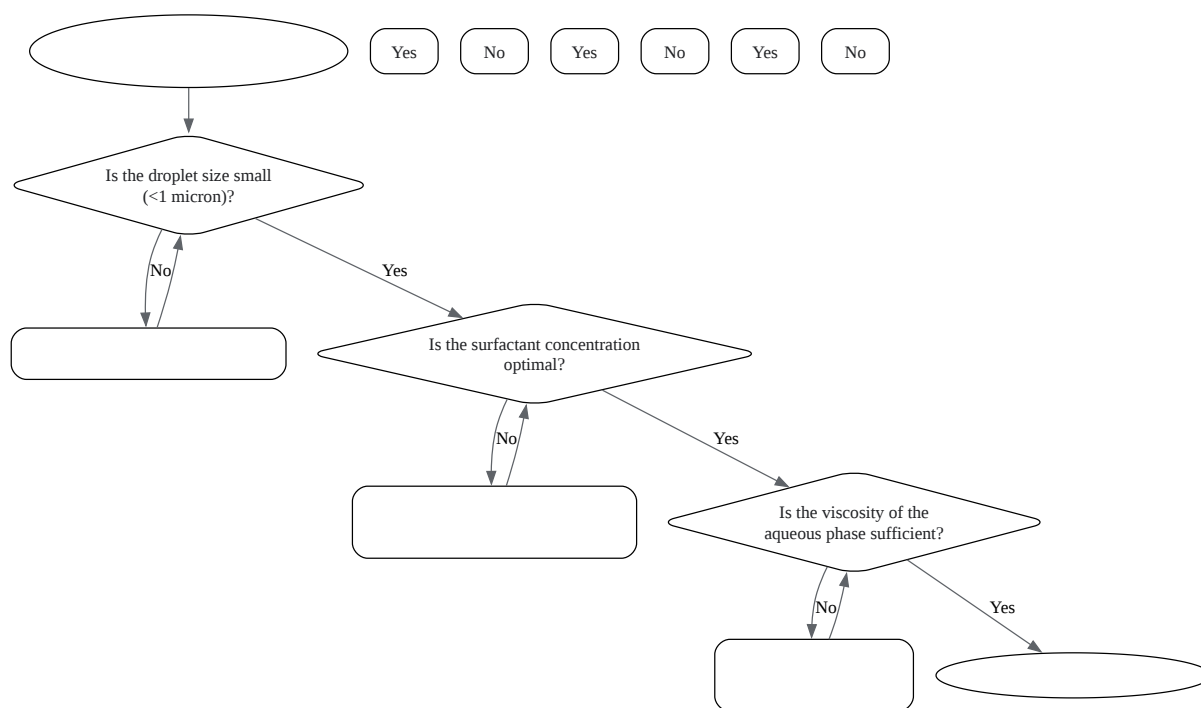 Yes
No
Yes
No
Yes
No
Is the droplet size small
(<1 micron)?
No
Yes
Is the surfactant concentration
optimal?
No
Yes
Is the viscosity of the
aqueous phase sufficient?
No
Yes